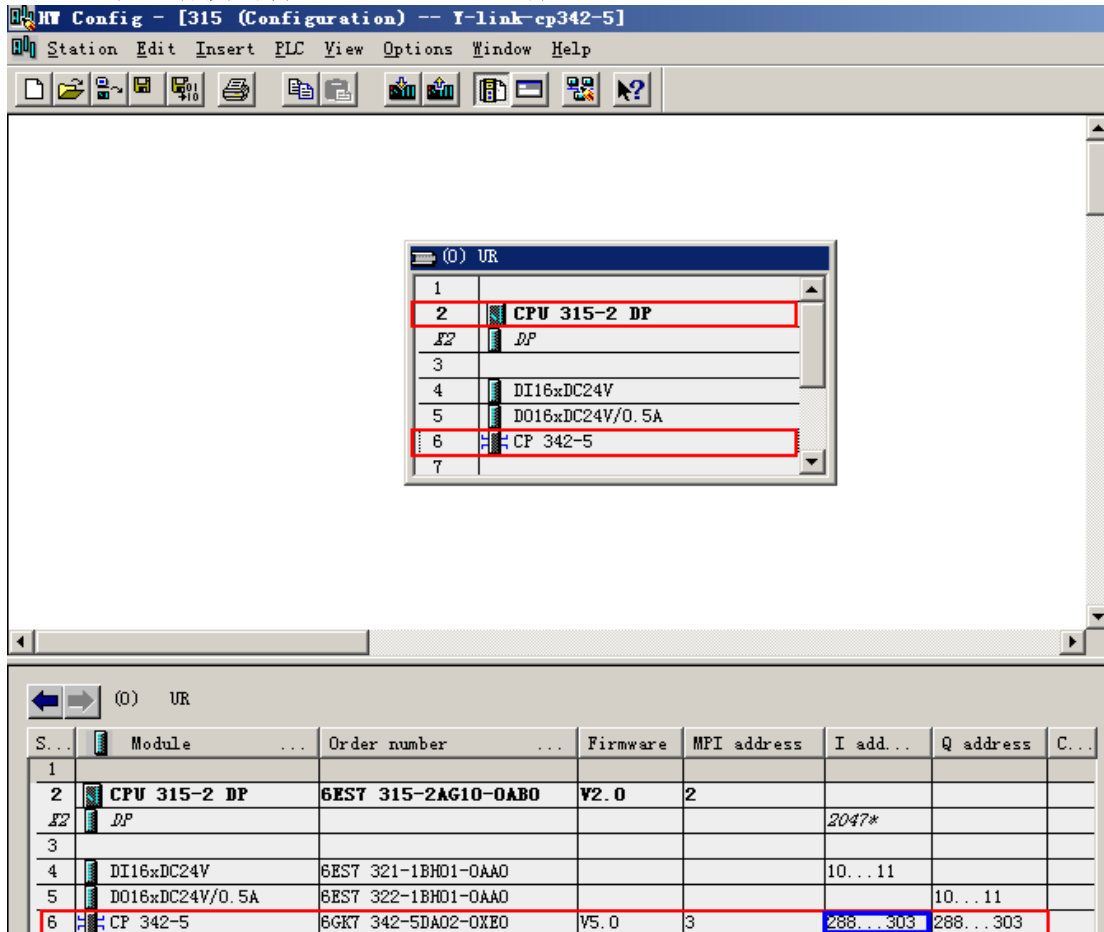 HW Config - [315 (Configuration) -- Y-link-cp342-5]
Station Edit Insert PLC View Options Window Help
(0) UR
1
2 CPU 315-2 DP
X2 DP
3
4 DI16xDC24V
5 DO16xDC24V/0.5A
6 CP 342-5
7
(0) UR
S... Module ... Order number ... Firmware MPI address I add... Q address C...
1
2 CPU 315-2 DP 6ES7 315-2AG10-0AB0 V2.0 2
X2 DP 2047*
3
4 DI16xDC24V 6ES7 321-1BH01-0AA0 10...11
5 DO16xDC24V/0.5A 6ES7 322-1BH01-0AA0 10...11
6 CP 342-5 6GK7 342-5DA02-0XE0 V5.0 3 288...303 288...303